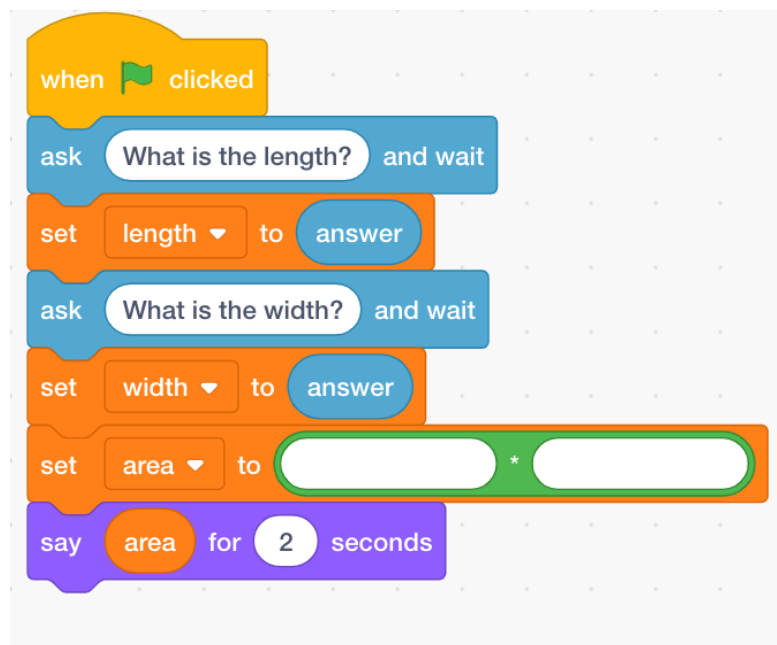 when clicked
ask What is the length? and wait
set length to answer
ask What is the width? and wait
set width to answer
set area to *
say area for 2 seconds